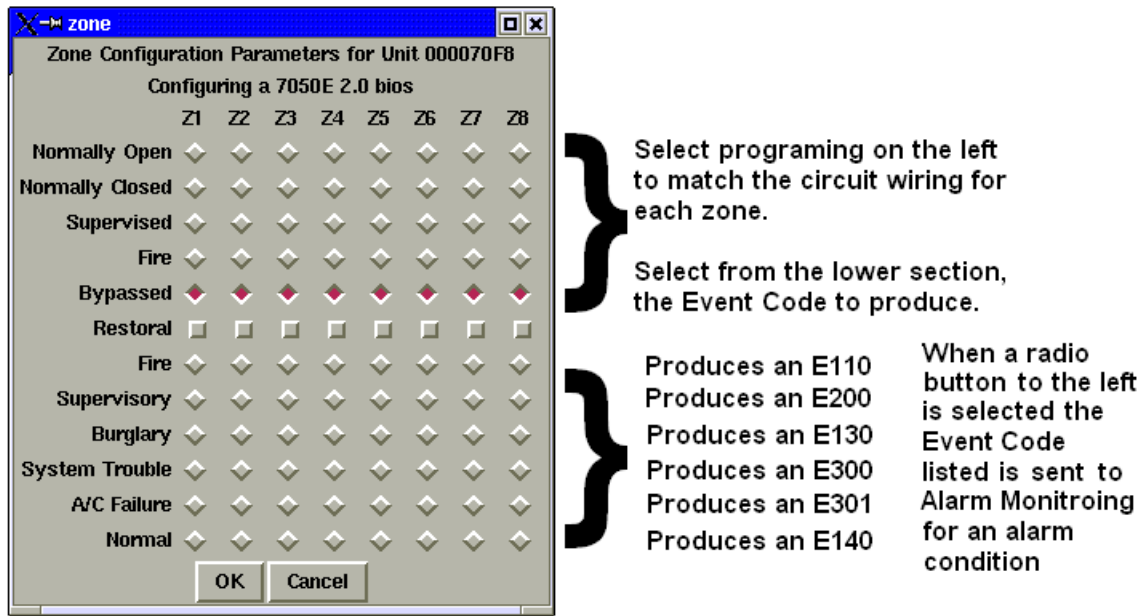 zone
Zone Configuration Parameters for Unit 000070F8
Configuring a 7050E 2.0 bios
Z1 Z2 Z3 Z4 Z5 Z6 Z7 Z8
Normally Open
Normally Closed
Supervised
Fire
Bypassed
Restoral
Fire
Supervisory
Burglary
System Trouble
A/C Failure
Normal
OK Cancel
Select programing on the left
to match the circuit wiring for
each zone.
Select from the lower section,
the Event Code to produce.
Produces an E110
Produces an E200
Produces an E130
Produces an E300
Produces an E301
Produces an E140
When a radio
button to the left
is selected the
Event Code
listed is sent to
Alarm Monitroing
for an alarm
condition